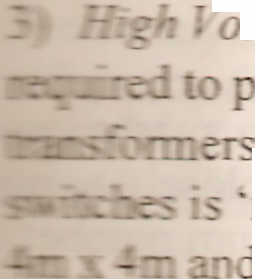 3) High Vo
required to p
transformers
switches is ‘
4m x 4m and